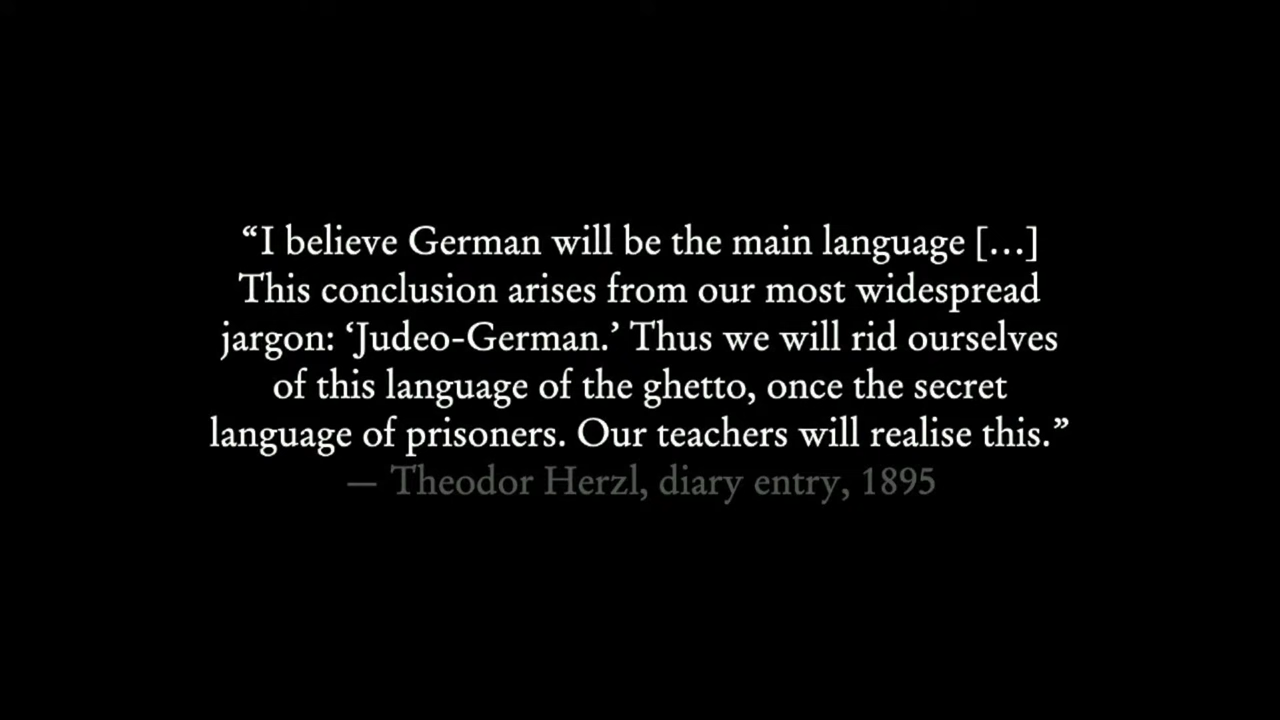 “I believe German will be the main language […]
This conclusion arises from our most widespread
jargon: ‘Judeo-German.’ Thus we will rid ourselves
of this language of the ghetto, once the secret
language of prisoners. Our teachers will realise this.”
— Theodor Herzl, diary entry, 1895